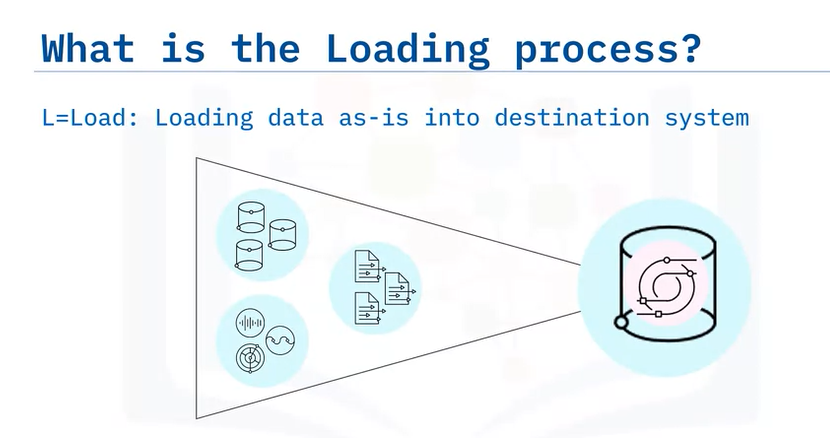 What is the Loading process?
L=Load: Loading data as-is into destination system